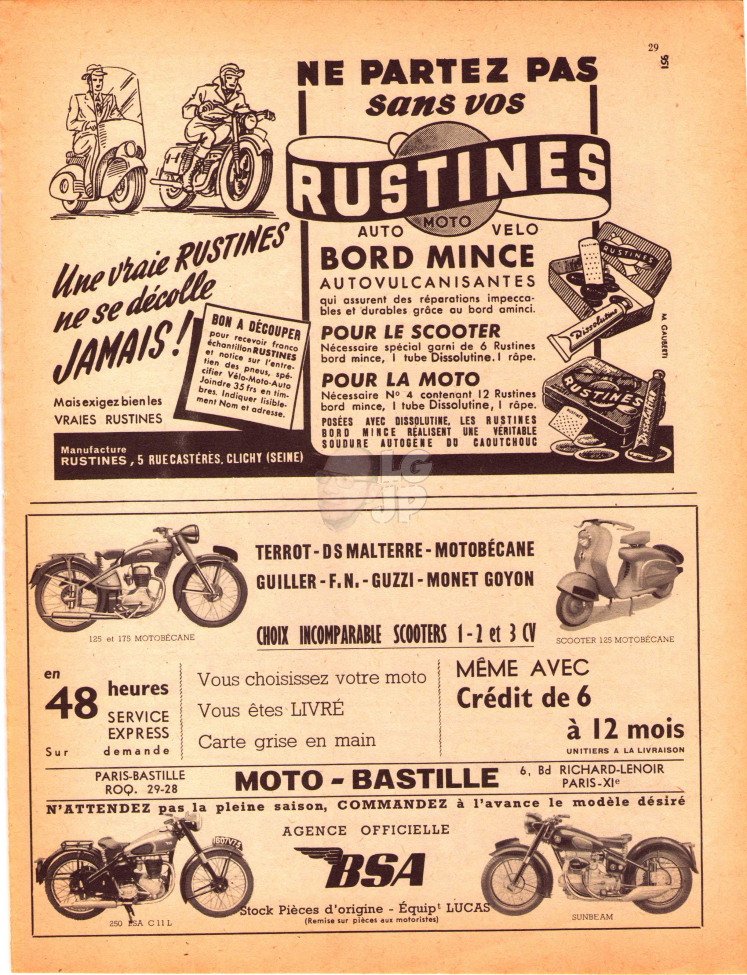 29
156
NE PARTEZ PAS
sans vos
RUSTINES
AUTO MOTO VELO
BORD MINCE
AUTOVULCANISANTES
qui assurent des réparations impecca-
bles et durables grâce au bord aminci.
POUR LE SCOOTER
Nécessaire spécial garni de 6 Rustines
bord mince, 1 tube Dissolutine, 1 râpe.
POUR LA MOTO
Nécessaire No 4 contenant 12 Rustines
bord mince, 1 tube Dissolutine, 1 râpe.
POSÉES AVEC DISSOLUTINE, LES RUSTINES
BORD MINCE RÉALISENT UNE VÉRITABLE
SOUDURE AUTOGENE DU CAOUTCHOUC
Une vraie RUSTINES
ne se décolle
JAMAIS!
Mais exigez bien les
VRAIES RUSTINES
BON A DÉCOUPER
pour recevoir franco
échantillon RUSTINES
et notice sur l'entre-
tien des pneus, spé-
cifier Vélo-Moto-Auto
Joindre 35 frs en tim-
bres. Indiquer lisible-
ment Nom et adresse.
RUSTINES
Dissolutine
M. GAUBERTI
RUSTINES
Dissolutine
Manufacture
RUSTINES, 5 RUE CASTÉRÈS, CLICHY (SEINE)
LG
JP
TERROT - DS MALTERRE - MOTOBÉCANE
GUILLER - F.N. - GUZZI - MONET GOYON
CHOIX INCOMPARABLE SCOOTERS 1 - 2 et 3 CV
125 et 175 MOTOBÉCANE
SCOOTER 125 MOTOBÉCANE
en
48 heures
SERVICE
EXPRESS
Sur demande
Vous choisissez votre moto
Vous êtes LIVRÉ
Carte grise en main
MÊME AVEC
Crédit de 6
à 12 mois
UN TIERS A LA LIVRAISON
PARIS-BASTILLE
ROQ. 29-28
MOTO - BASTILLE
6, Bd RICHARD-LENOIR
PARIS-XIe
N'ATTENDEZ pas la pleine saison, COMMANDEZ à l'avance le modèle désiré
AGENCE OFFICIELLE
BSA
Stock Pièces d'origine - Équipt LUCAS
(Remise sur pièces aux motoristes)
250 BSA C 11 L
SUNBEAM